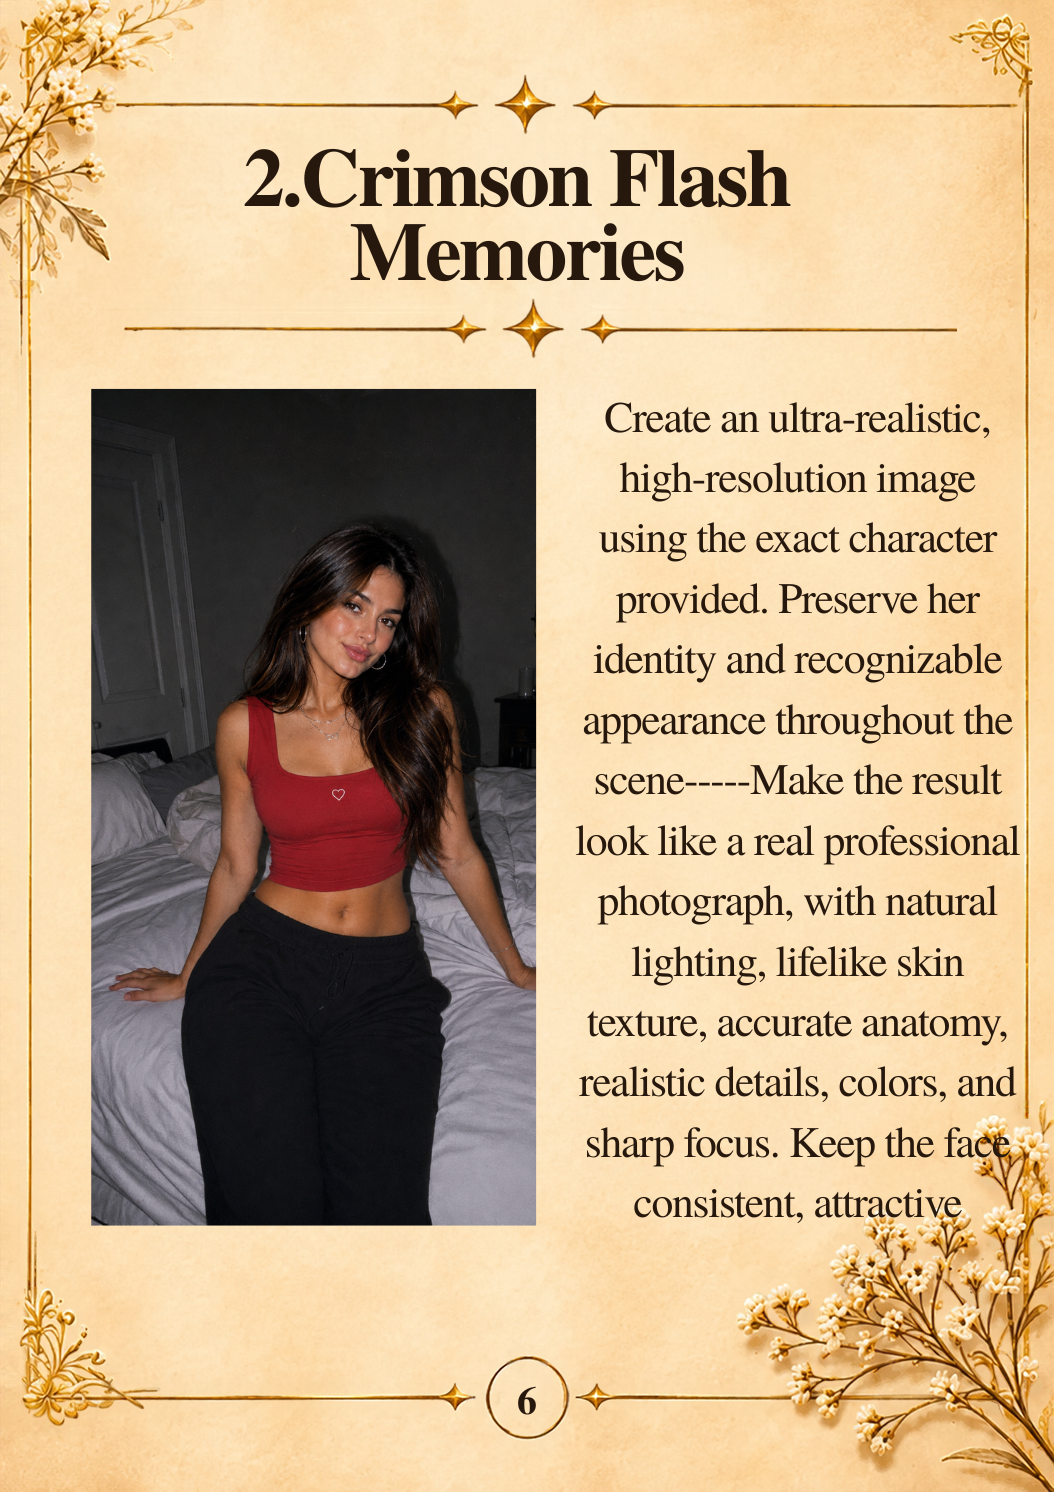 2.Crimson Flash
Memories
Create an ultra-realistic,
high-resolution image
using the exact character
provided. Preserve her
identity and recognizable
appearance throughout the
scene-----Make the result
look like a real professional
photograph, with natural
lighting, lifelike skin
texture, accurate anatomy,
realistic details, colors, and
sharp focus. Keep the face
consistent, attractive
6